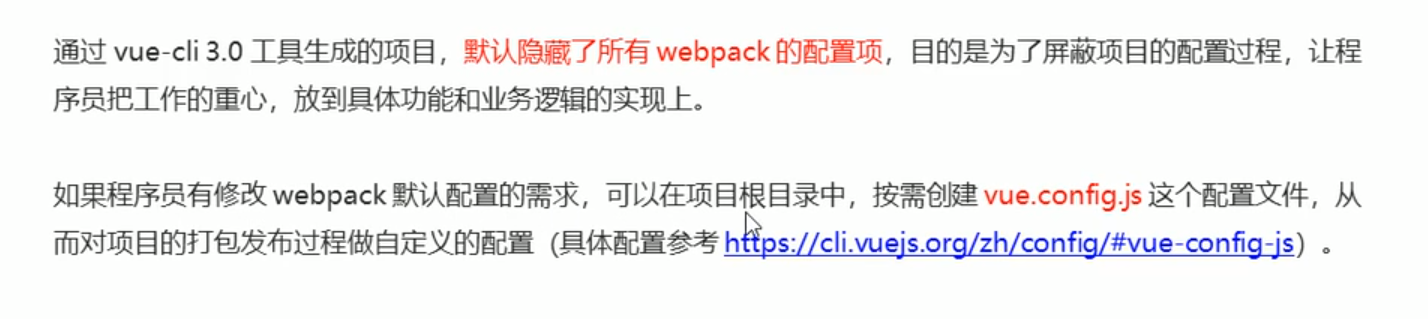 通过 vue-cli 3.0 工具生成的项目，默认隐藏了所有 webpack 的配置项，目的是为了屏蔽项目的配置过程，让程
序员把工作的重心，放到具体功能和业务逻辑的实现上。
如果程序员有修改 webpack 默认配置的需求，可以在项目根目录中，按需创建 vue.config.js 这个配置文件，从
而对项目的打包发布过程做自定义的配置（具体配置参考 https://cli.vuejs.org/zh/config/#vue-config-js）。